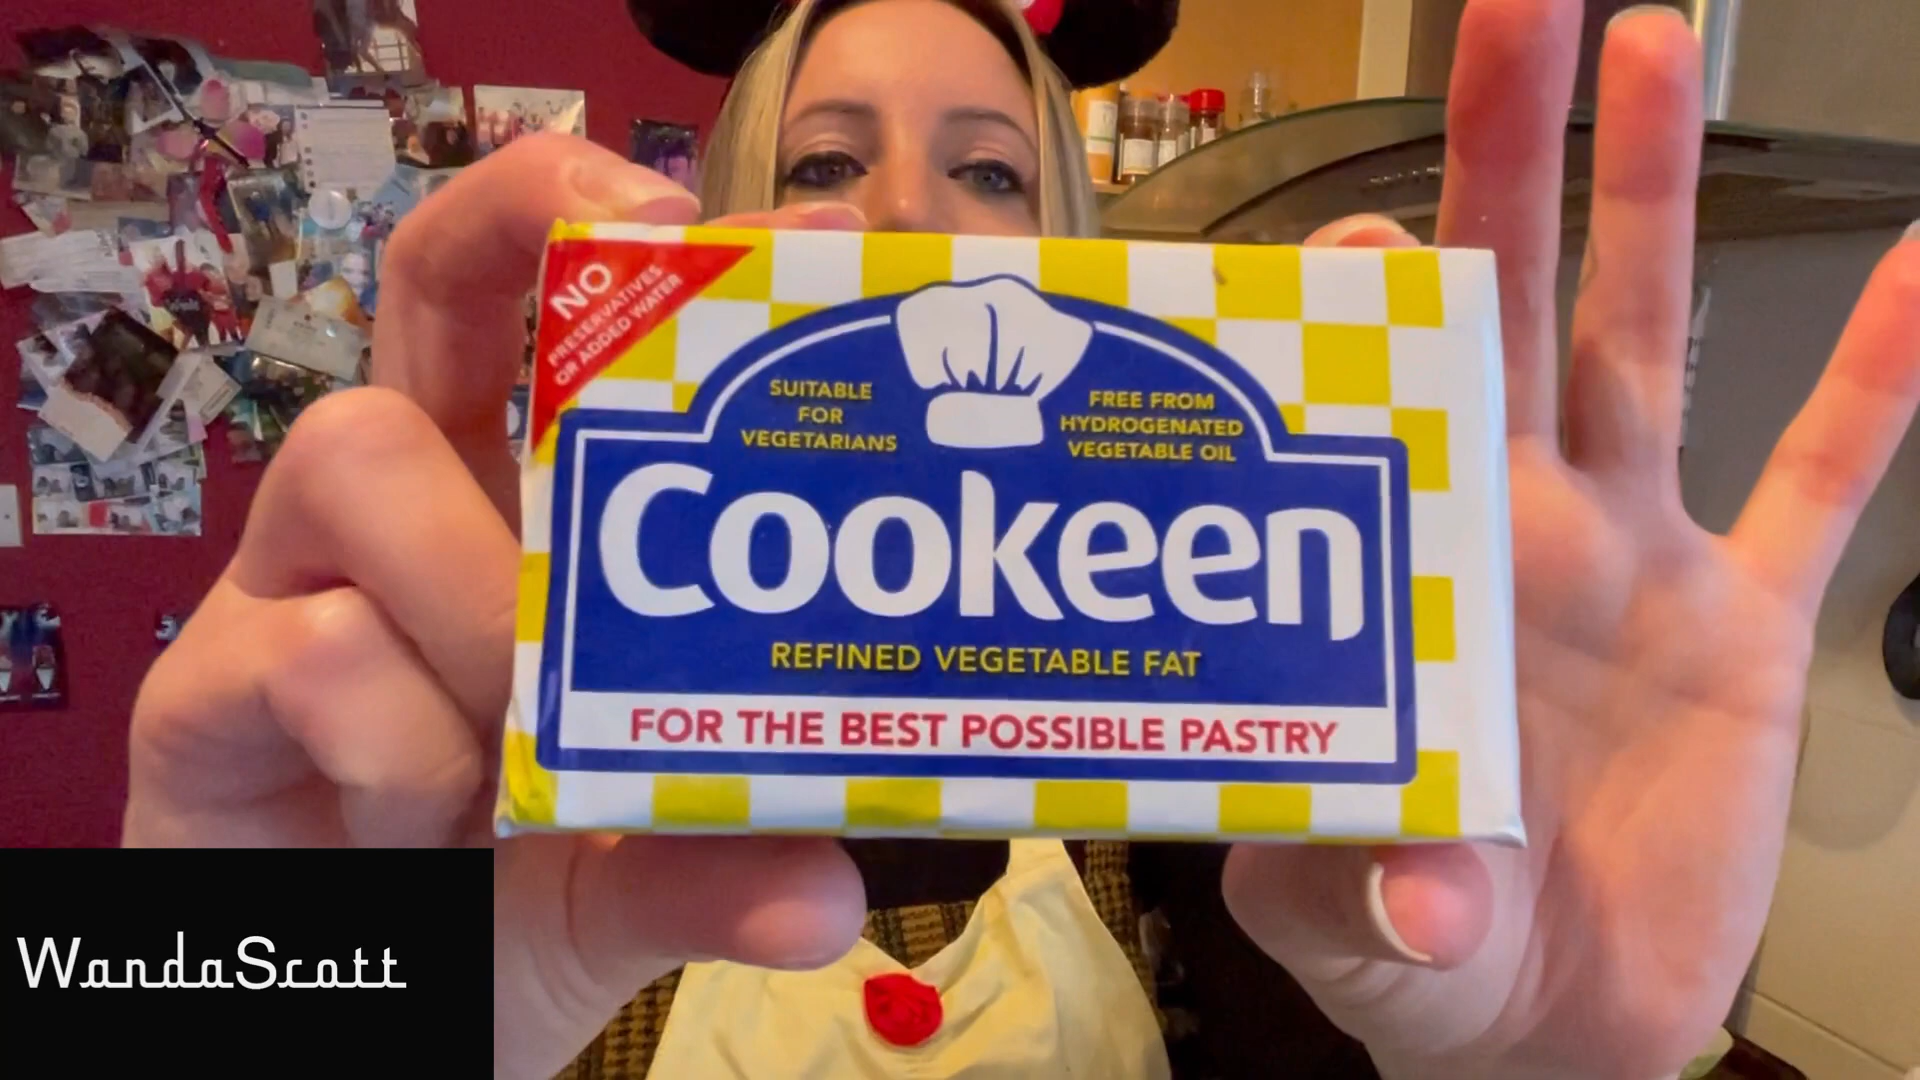 NO
PRESERVATIVES
OR ADDED WATER
SUITABLE
FOR
VEGETARIANS
FREE FROM
HYDROGENATED
VEGETABLE OIL
Cookeen
REFINED VEGETABLE FAT
FOR THE BEST POSSIBLE PASTRY
WandaScott